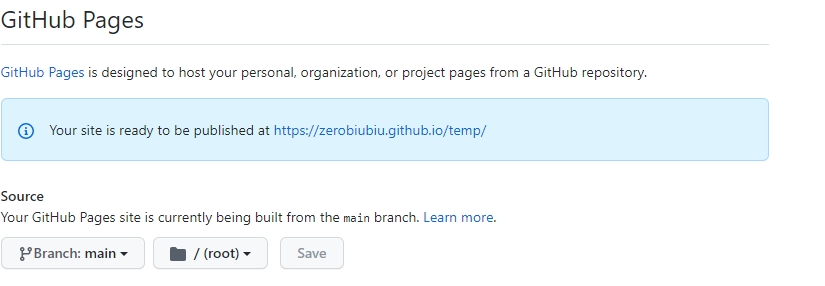 GitHub Pages
GitHub Pages is designed to host your personal, organization, or project pages from a GitHub repository.
Your site is ready to be published at https://zerobiubiu.github.io/temp/
Source
Your GitHub Pages site is currently being built from the main branch. Learn more.
Branch: main / (root) Save